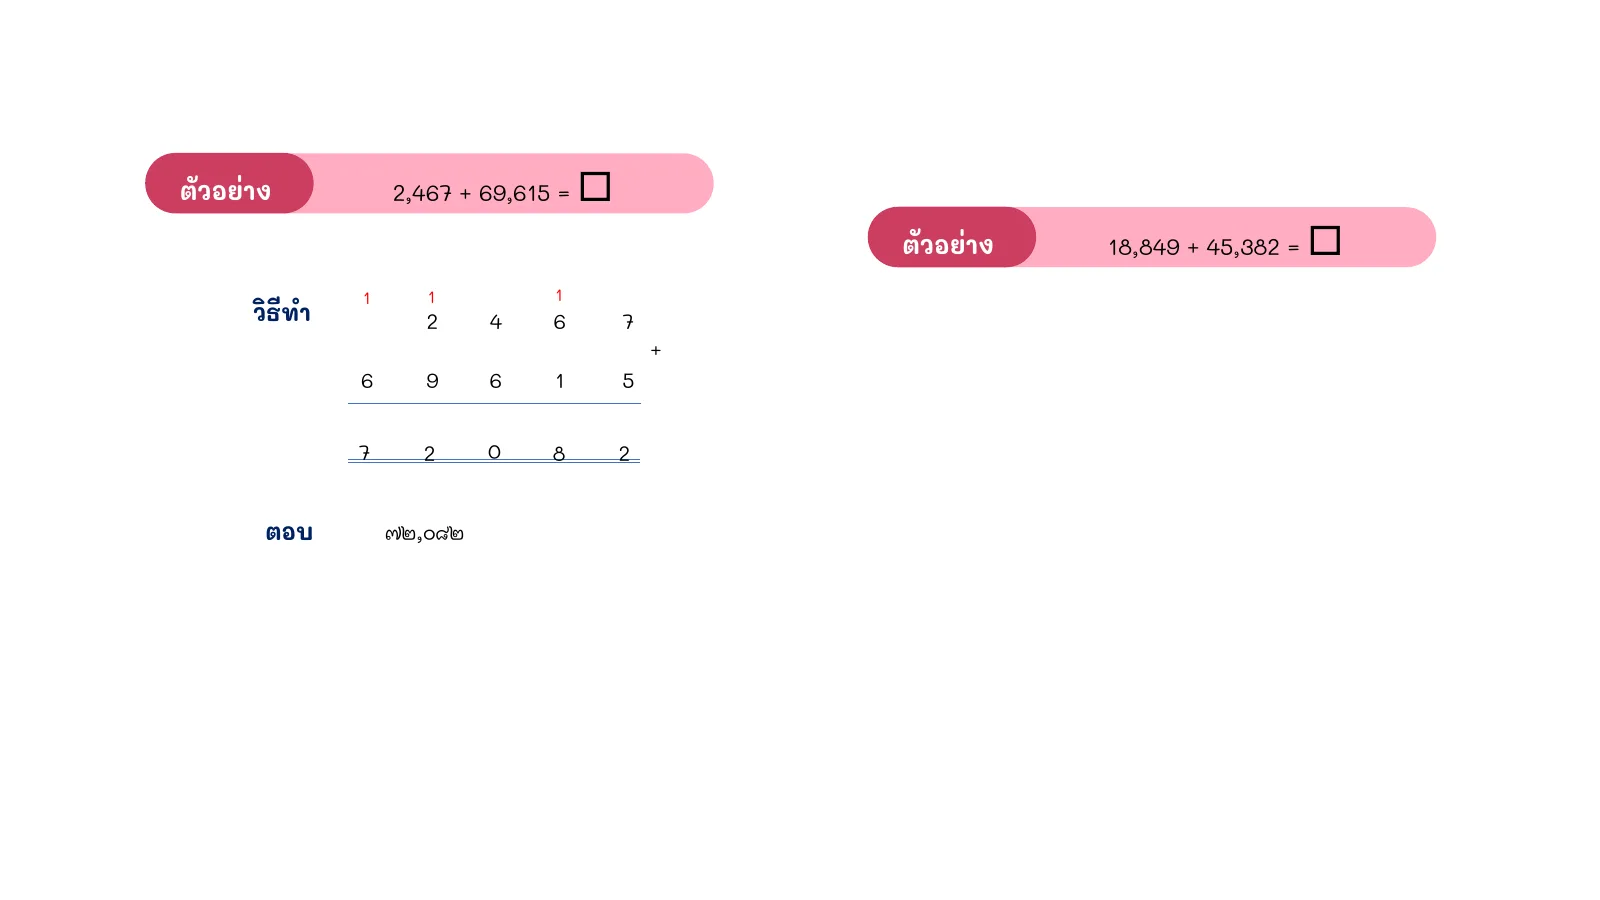 ตัวอย่าง 2,467 + 69,615 = □
วิธีทำ
1 1 1
2 4 6 7
+
6 9 6 1 5
7 2 0 8 2
ตอบ ๗๒,๐๘๒
ตัวอย่าง 18,849 + 45,382 = □